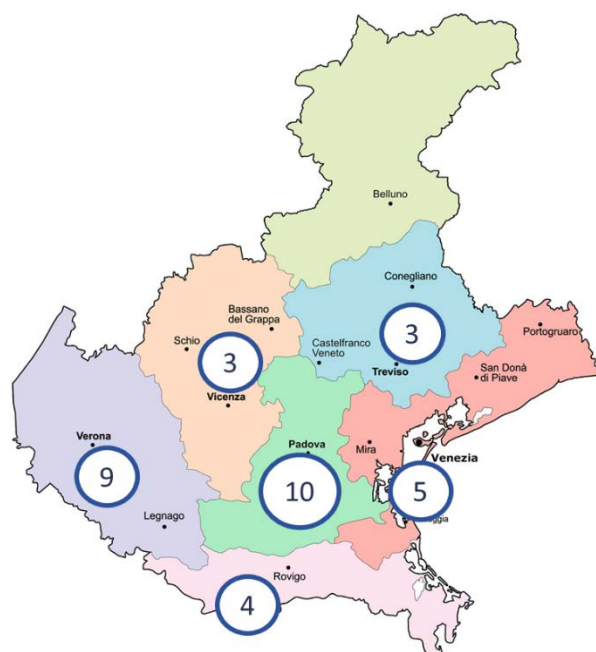 Belluno
Conegliano
Bassano
del Grappa
Portogruaro
Schio
3
3
Castelfranco
Veneto
Treviso
San Donà
di Piave
Vicenza
Verona
Padova
Mira
Venezia
9
10
5
Legnago
Rovigo
4